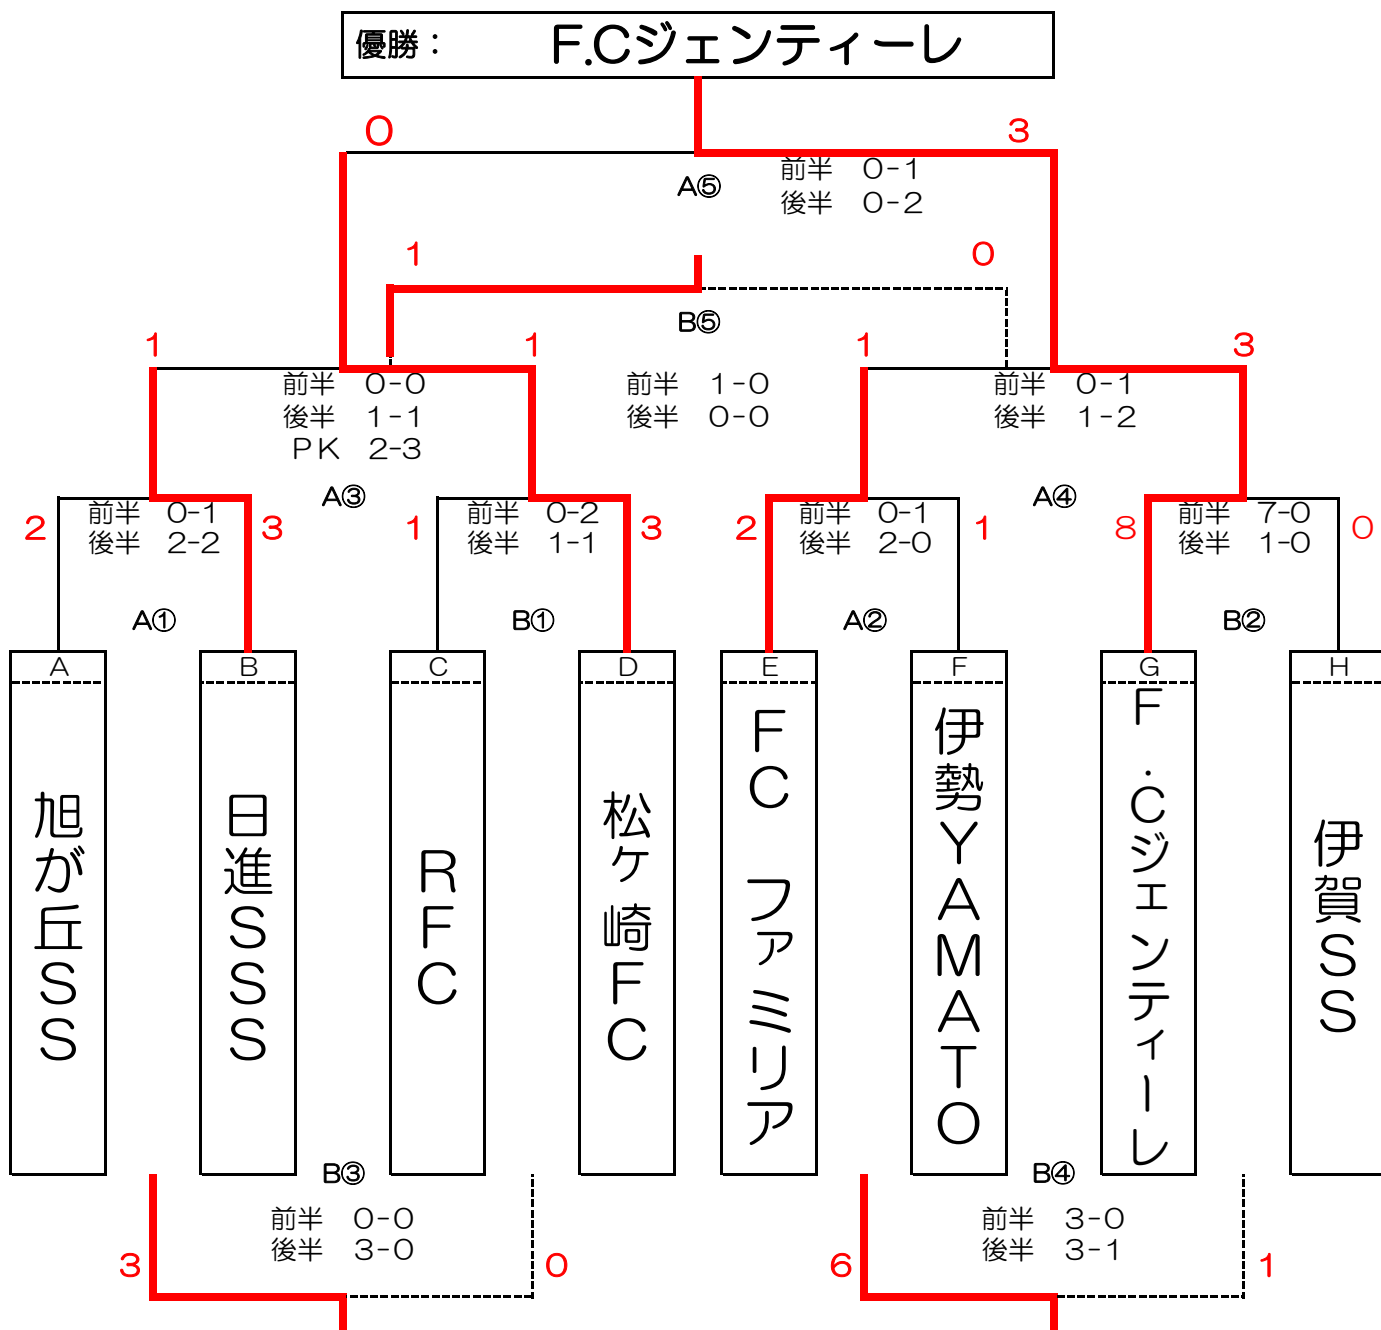 優勝： F.Cジェンティーレ
0 3
前半 0-1
A⑤
後半 0-2
1 0
B⑤
1 1 1 3
前半 0-0 前半 1-0 前半 0-1
後半 1-1 後半 0-0 後半 1-2
PK 2-3
A③ A④
前半 0-1 前半 0-2 前半 0-1 前半 7-0
2 3 1 3 2 1 8 0
後半 2-2 後半 1-1 後半 2-0 後半 1-0
A① B① A② B②
A B C D E F G H
旭が丘SS
日進SSS
RFC
松ケ崎FC
FC ファミリア
伊勢YAMATO
F.Cジェンティーレ
伊賀SS
B③ B④
前半 0-0 前半 3-0
後半 3-0 後半 3-1
3 0 6 1